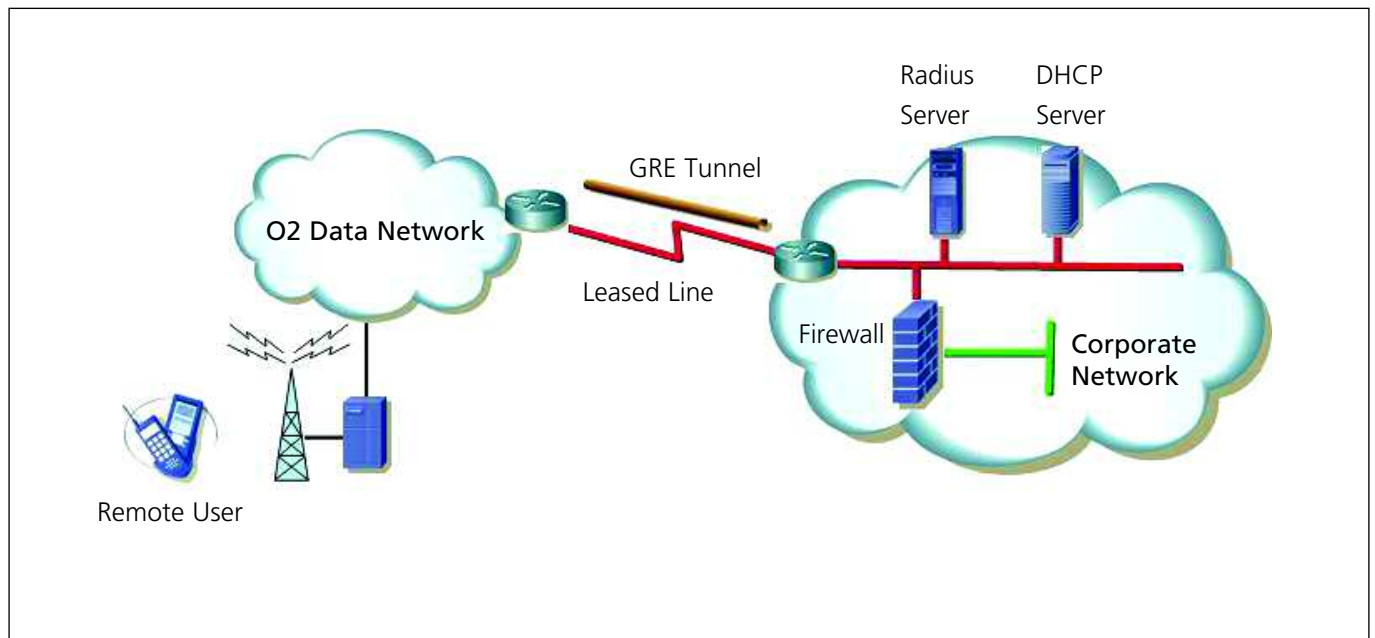 Radius
Server
DHCP
Server
GRE Tunnel
O2 Data Network
Leased Line
Firewall
Corporate
Network
Remote User